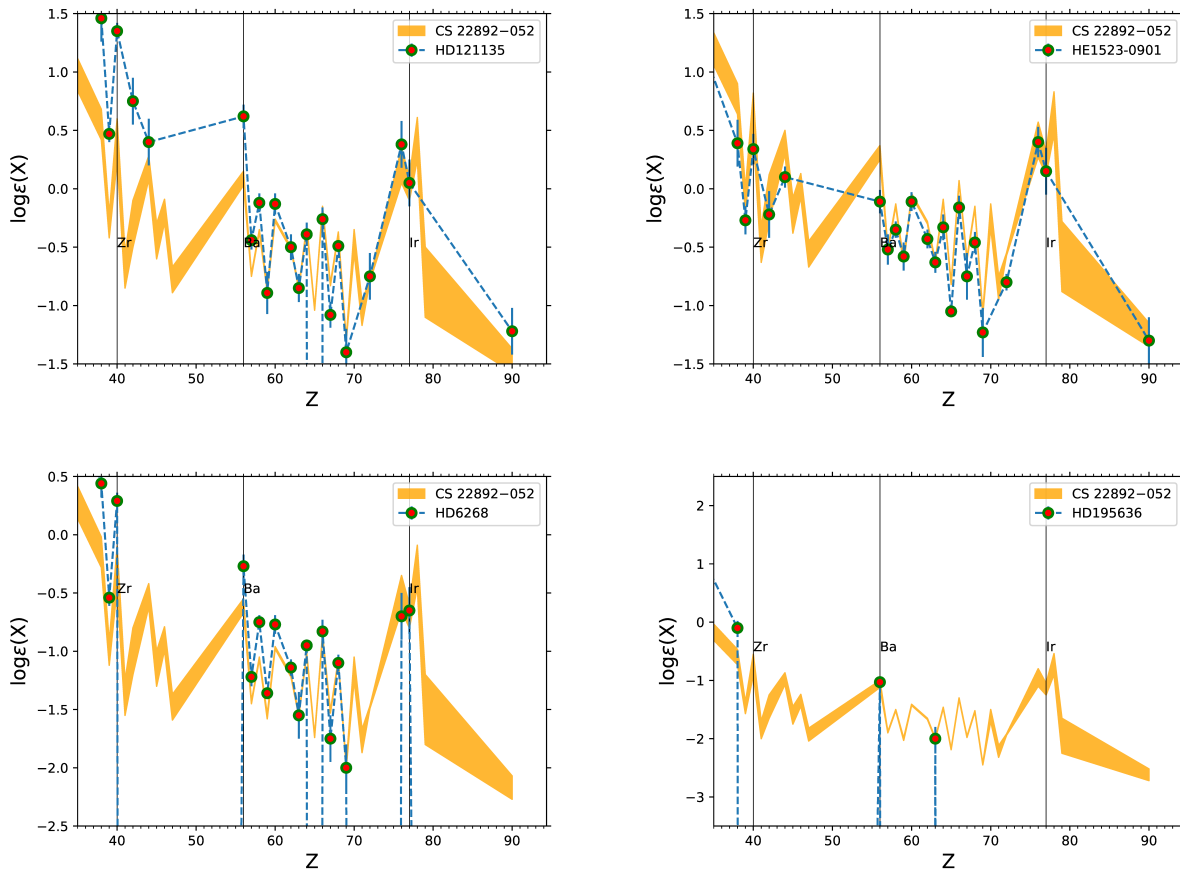 1.5
1.0
0.5
0.0
−0.5
−1.0
−1.5
logε(X)
40
50
60
70
80
90
Z
Zr
Ba
Ir
CS 22892−052
HD121135
1.5
1.0
0.5
0.0
−0.5
−1.0
−1.5
logε(X)
40
50
60
70
80
90
Z
Zr
Ba
Ir
CS 22892−052
HE1523-0901
0.5
0.0
−0.5
−1.0
−1.5
−2.0
−2.5
logε(X)
40
50
60
70
80
90
Z
Zr
Ba
Ir
CS 22892−052
HD6268
2
1
0
−1
−2
−3
logε(X)
40
50
60
70
80
90
Z
Zr
Ba
Ir
CS 22892−052
HD195636